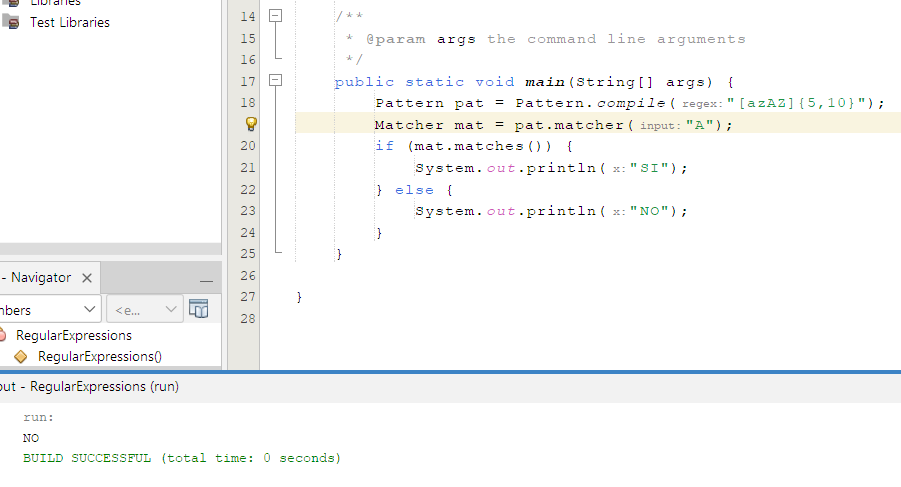 Libraries
Test Libraries
- Navigator
<e...
RegularExpressions
RegularExpressions()
14 /**
15 * @param args the command line arguments
16 */
17 public static void main(String[] args) {
18 Pattern pat = Pattern.compile( regex: "[azAZ]{5,10}");
Matcher mat = pat.matcher( input: "A");
20 if (mat.matches()) {
21 System.out.println( x: "SI");
22 } else {
23 System.out.println( x: "NO");
24 }
25 }
26
27 }
28
- RegularExpressions (run)
run:
NO
BUILD SUCCESSFUL (total time: 0 seconds)